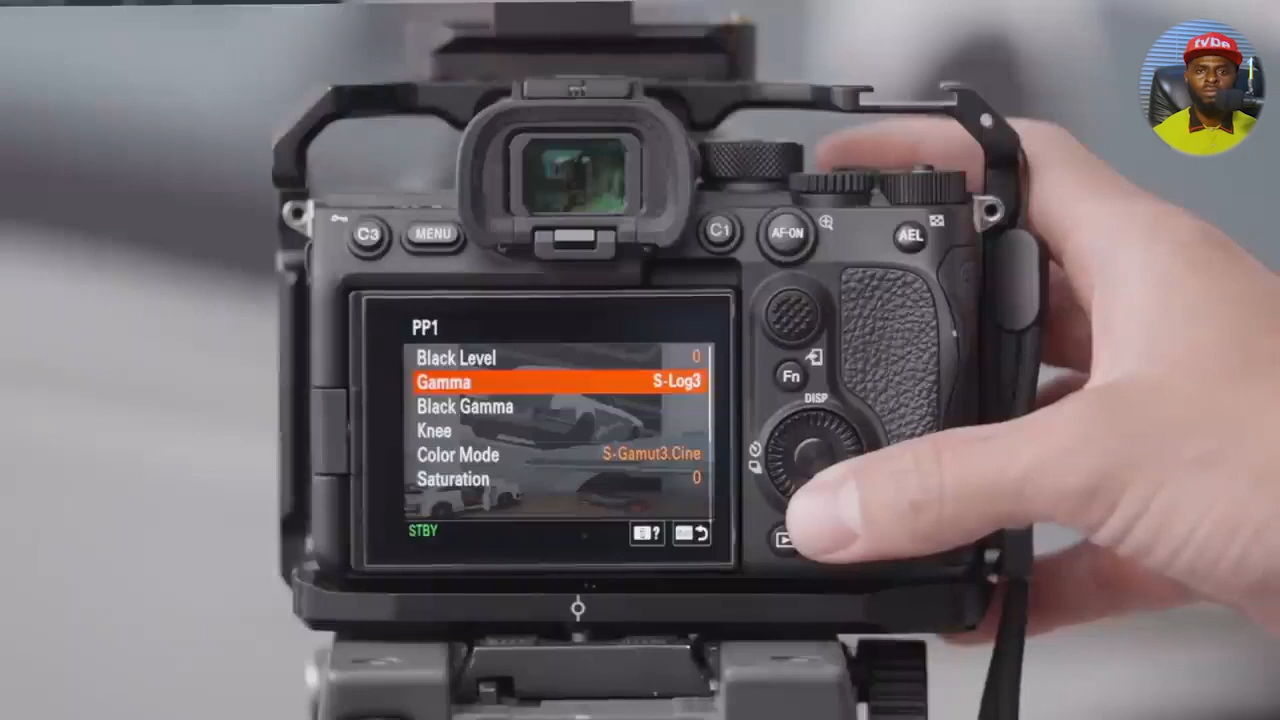 tvDe
C3
MENU
C1
AF-ON
AEL
PP1
Black Level 0
Gamma S-Log3
Black Gamma
Knee
Color Mode S-Gamut3.Cine
Saturation 0
STBY
?
Fn
DISP